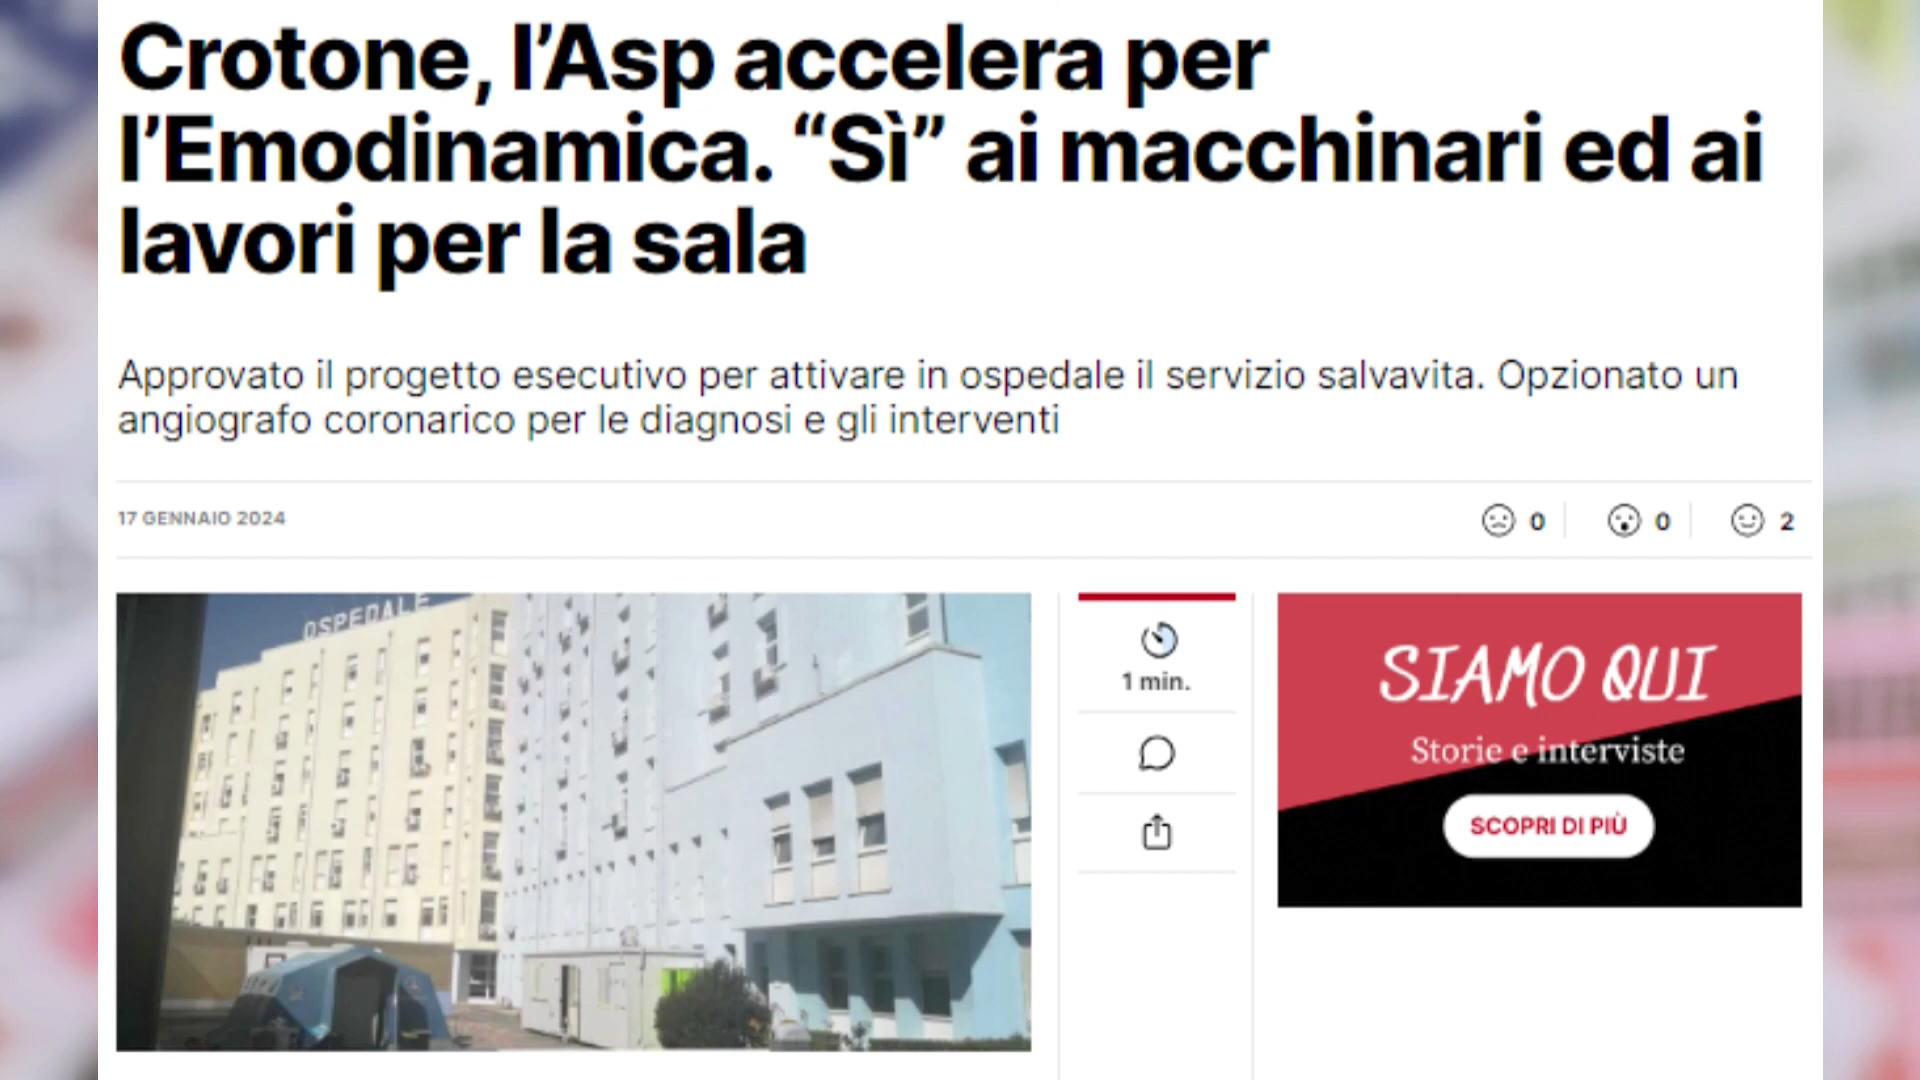 Crotone, l’Asp accelera per
l’Emodinamica. “Sì” ai macchinari ed ai
lavori per la sala
Approvato il progetto esecutivo per attivare in ospedale il servizio salvavita. Opzionato un
angiografo coronarico per le diagnosi e gli interventi
17 GENNAIO 2024
0
0
2
OSPEDALE
1 min.
SIAMO QUI
Storie e interviste
SCOPRI DI PIÙ